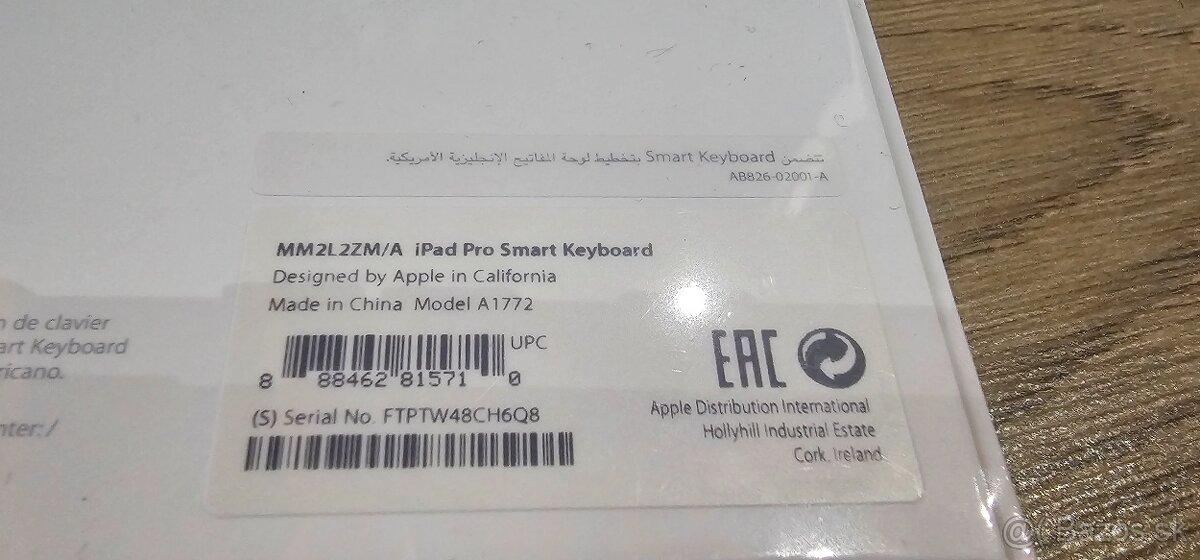 تتضمن Smart Keyboard بتخطيط لوحة المفاتيح الإنجليزية الأمريكية.
AB826-02001-A
MM2L2ZM/A iPad Pro Smart Keyboard
Designed by Apple in California
Made in China Model A1772
UPC
8 88462 81571 0
(S) Serial No. FTPTW48CH6Q8
EAC
Apple Distribution International
Hollyhill Industrial Estate
Cork, Ireland
de clavier
art Keyboard
ricano.
nter:/
@ Bazos.sk